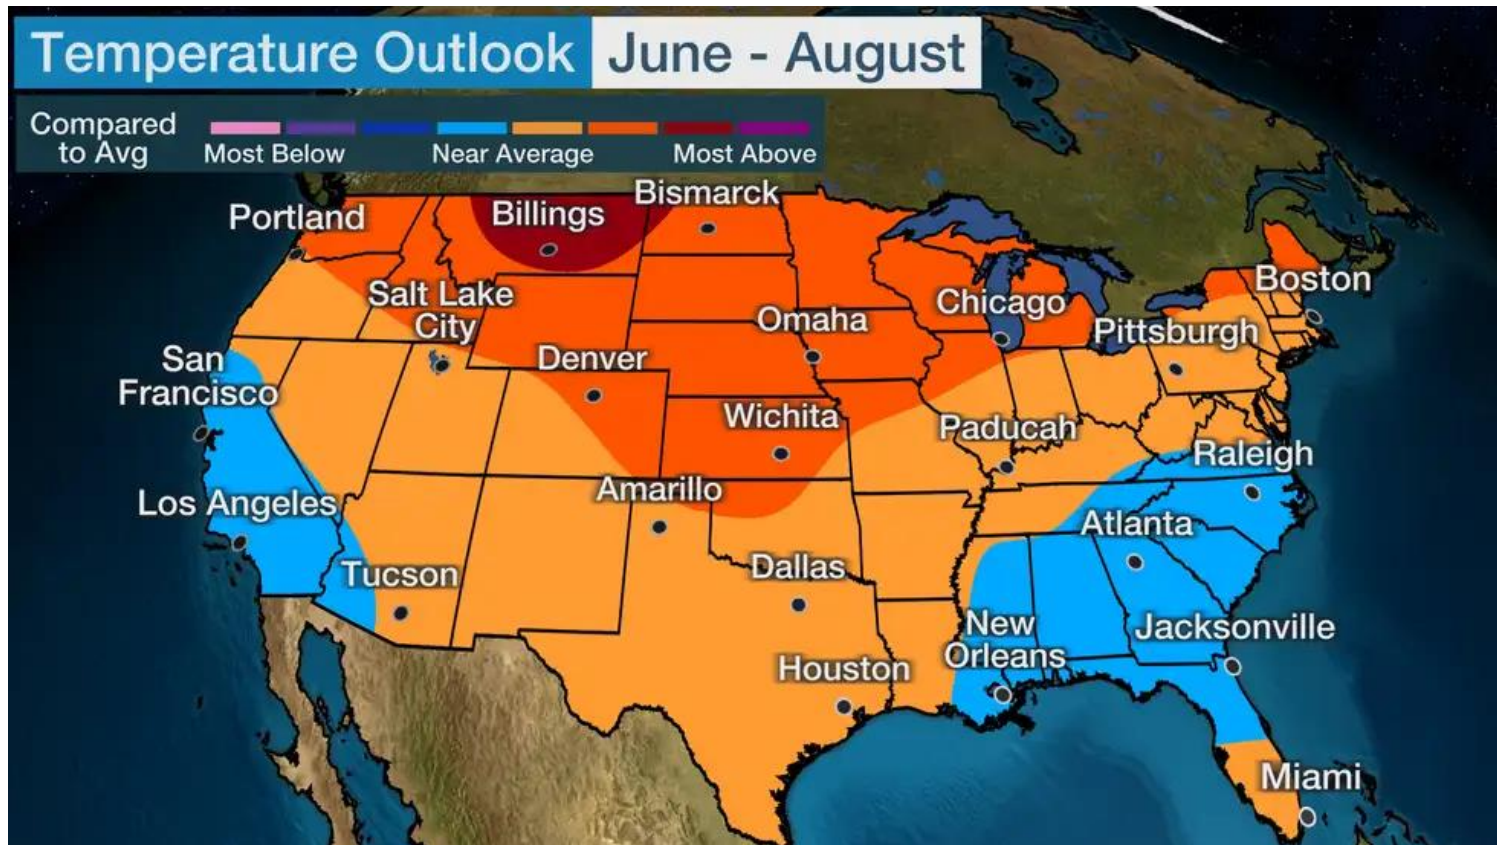 Temperature Outlook June - August
Compared
to Avg
Most Below Near Average Most Above
Bismarck
Billings
Portland
Boston
Salt Lake
City
Chicago
Omaha
Pittsburgh
Denver
San
Francisco
Wichita
Paducah
Raleigh
Amarillo
Los Angeles
Atlanta
Dallas
Tucson
New
Orleans
Jacksonville
Houston
Miami